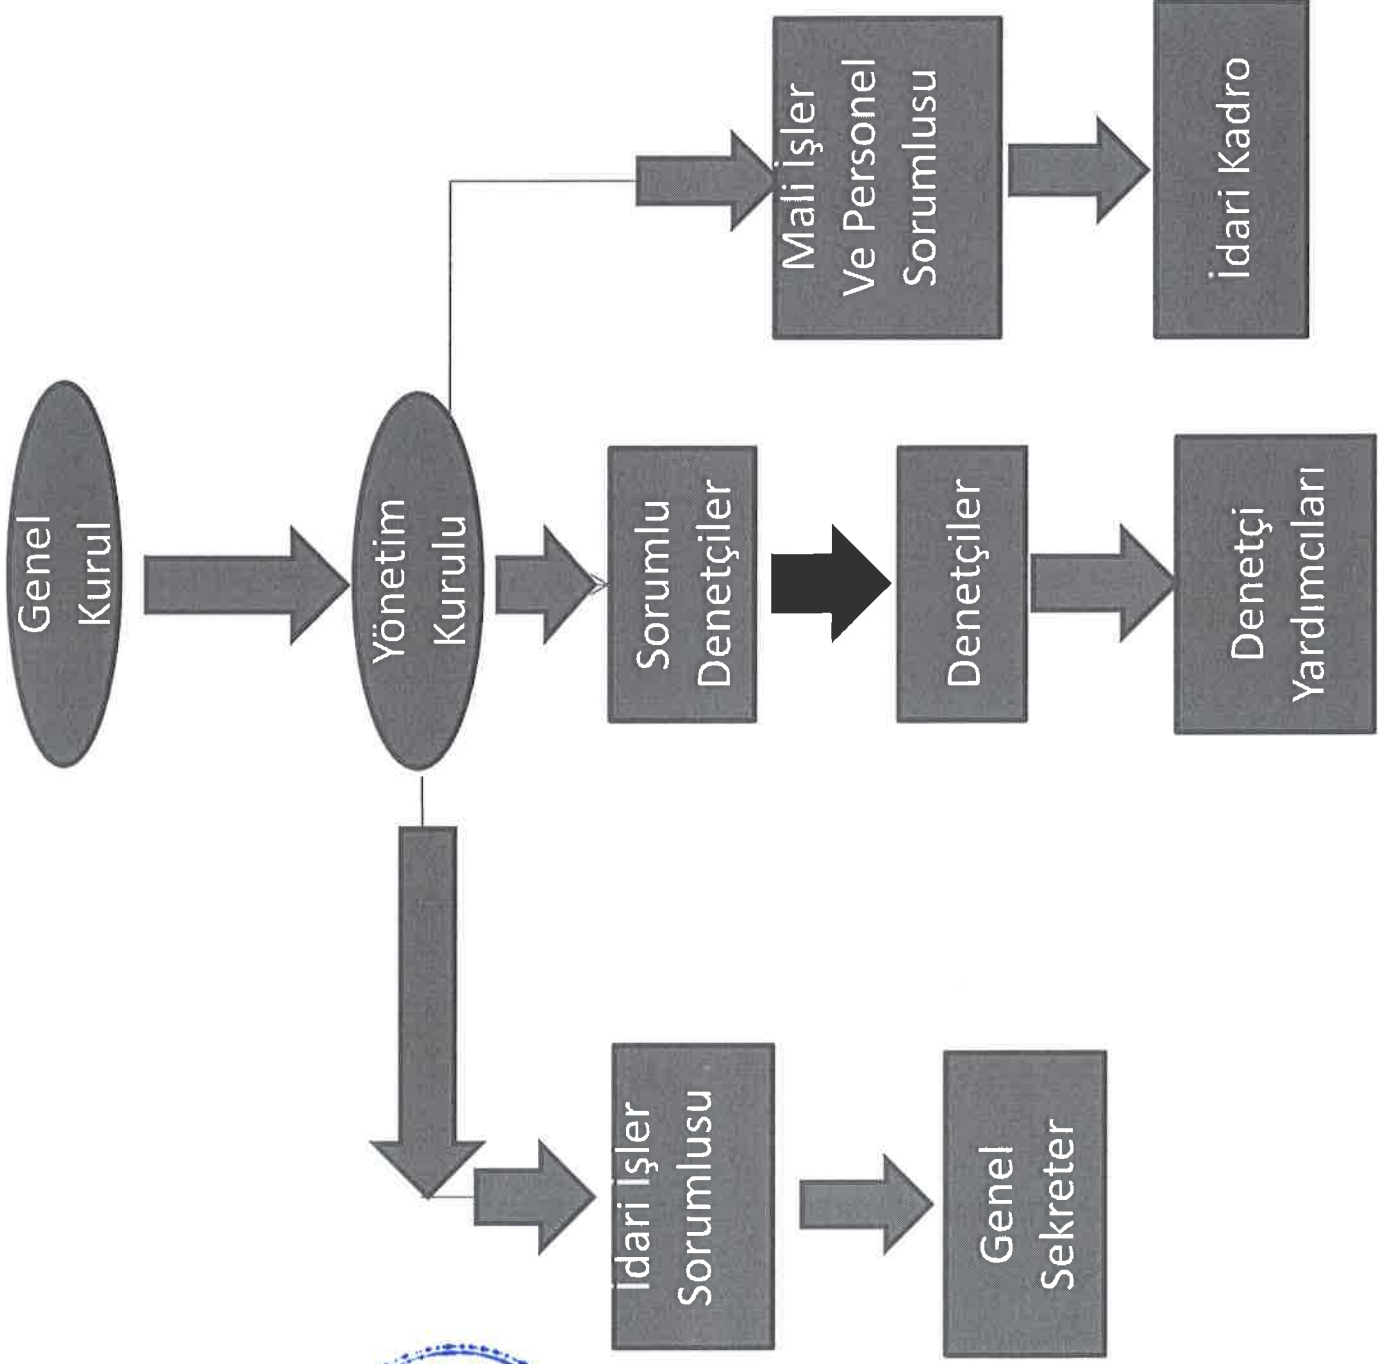 Genel
Kurul
Yönetim
Kurulu
İdari İşler
Sorumlusu
Genel
Sekreter
Sorumlu
Denetçiler
Denetçiler
Denetçi
Yardımcıları
Mali İşler
Ve Personel
Sorumlusu
İdari Kadro